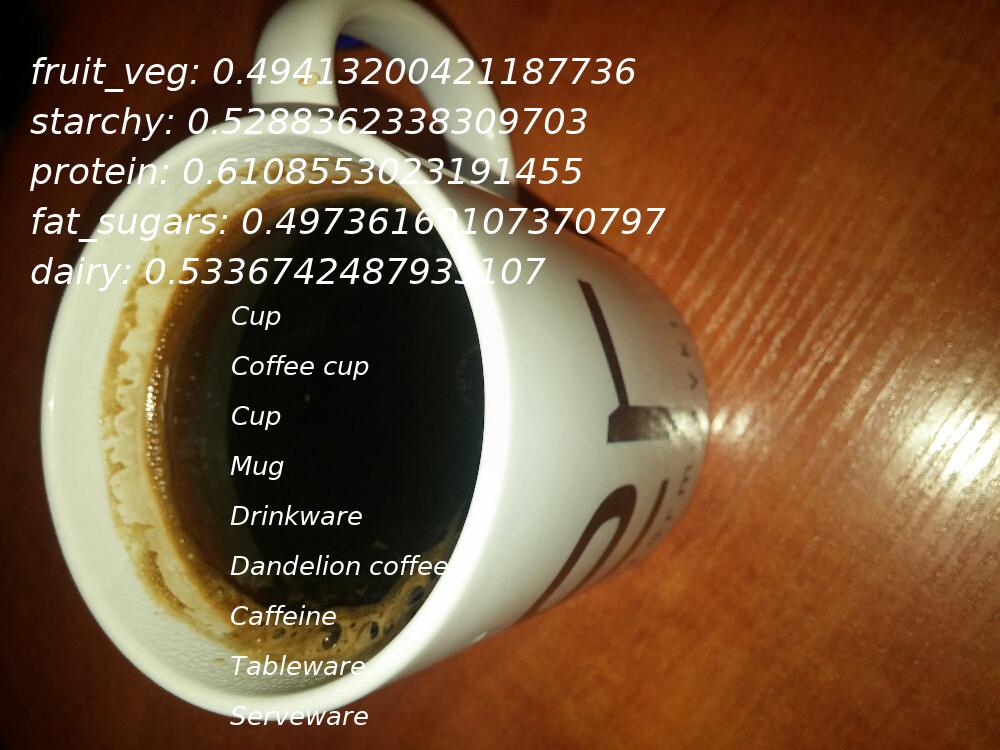 fruit_veg: 0.49413200421187736
starchy: 0.5288362338309703
protein: 0.6108553023191455
fat_sugars: 0.49736160107370797
dairy: 0.5336742487933107
Cup
Coffee cup
Cup
Mug
Drinkware
Dandelion coffee
Caffeine
Tableware
Serveware